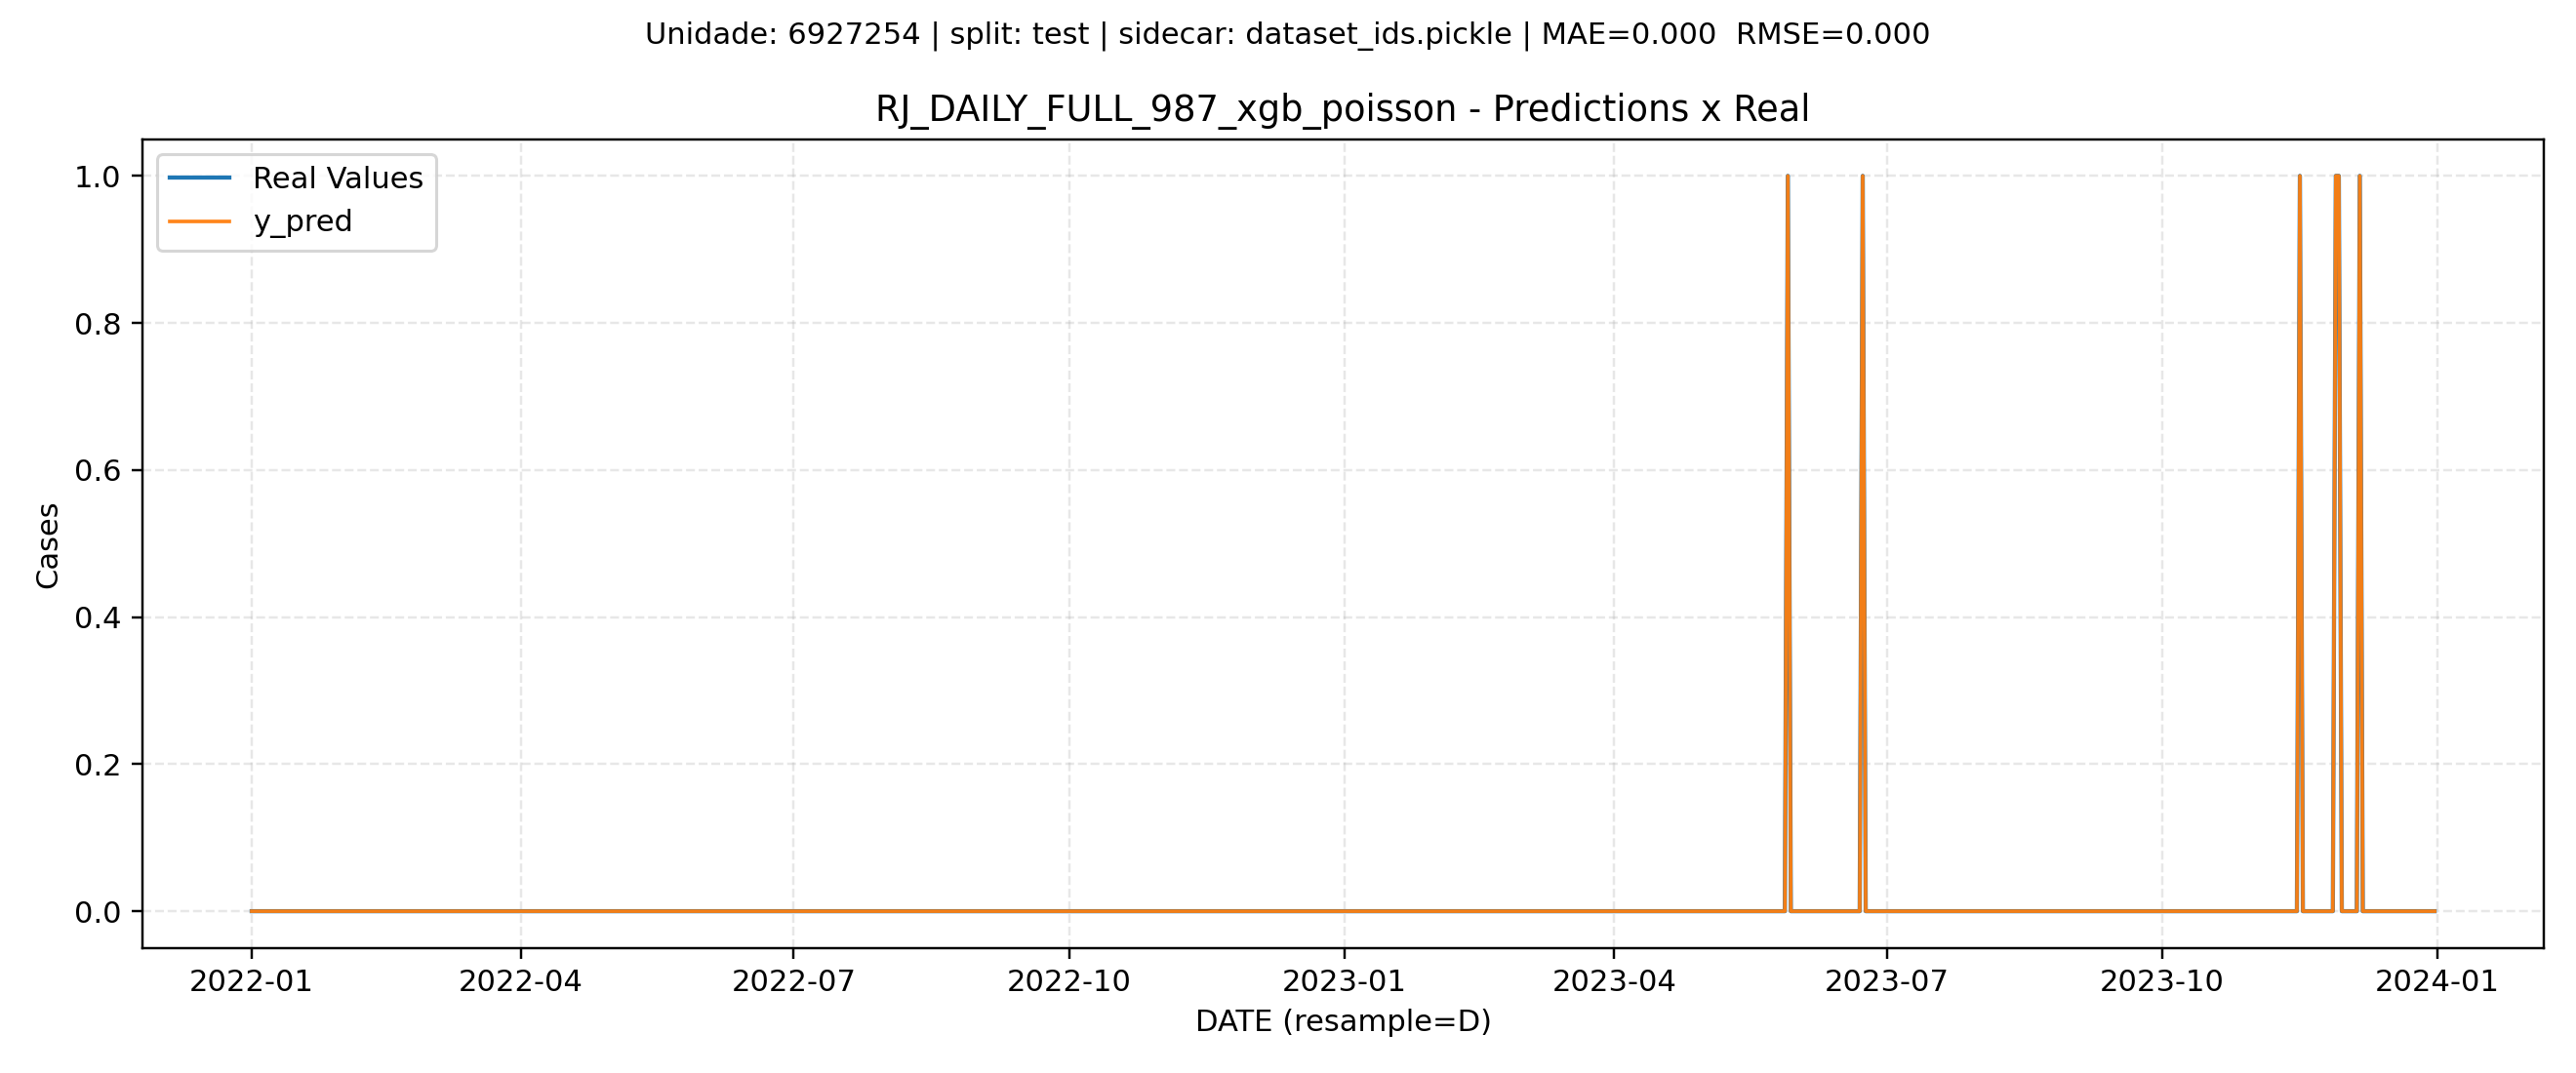 Unidade: 6927254 | split: test | sidecar: dataset_ids.pickle | MAE=0.000  RMSE=0.000
RJ_DAILY_FULL_987_xgb_poisson - Predictions x Real
Real Values
y_pred
1.0
0.8
0.6
0.4
0.2
0.0
Cases
2022-01 2022-04 2022-07 2022-10 2023-01 2023-04 2023-07 2023-10 2024-01
DATE (resample=D)